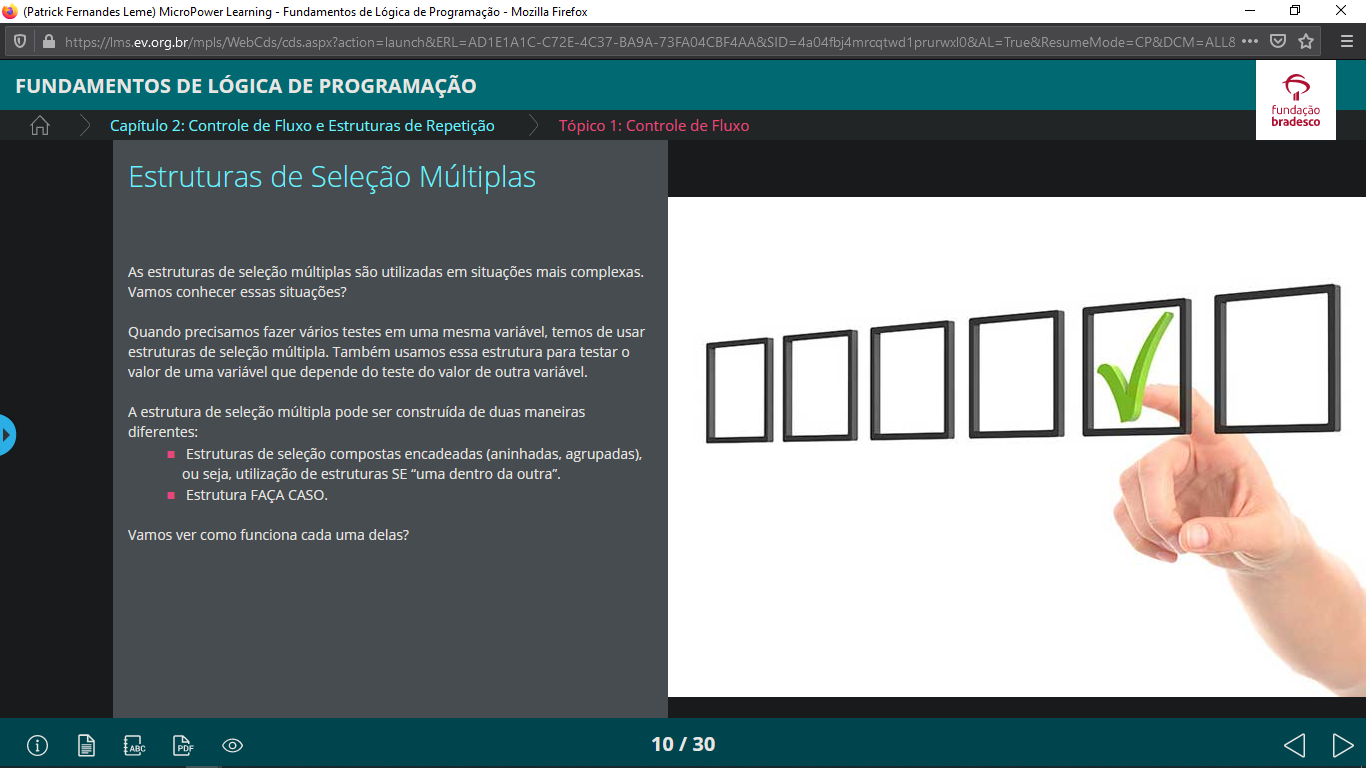 (Patrick Fernandes Leme) MicroPower Learning - Fundamentos de Lógica de Programação - Mozilla Firefox
https://lms.ev.org.br/mpls/WebCds/cds.aspx?action=launch&ERL=AD1E1A1C-C72E-4C37-BA9A-73FA04CBF4AA&SID=4a04fbj4mrcqtwd1prurwxl0&AL=True&ResumeMode=CP&DCM=ALL&
FUNDAMENTOS DE LÓGICA DE PROGRAMAÇÃO
fundação
bradesco
Capítulo 2: Controle de Fluxo e Estruturas de Repetição
Tópico 1: Controle de Fluxo
Estruturas de Seleção Múltiplas
As estruturas de seleção múltiplas são utilizadas em situações mais complexas.
Vamos conhecer essas situações?
Quando precisamos fazer vários testes em uma mesma variável, temos de usar
estruturas de seleção múltipla. Também usamos essa estrutura para testar o
valor de uma variável que depende do teste do valor de outra variável.
A estrutura de seleção múltipla pode ser construída de duas maneiras
diferentes:
Estruturas de seleção compostas encadeadas (aninhadas, agrupadas),
ou seja, utilização de estruturas SE “uma dentro da outra”.
Estrutura FAÇA CASO.
Vamos ver como funciona cada uma delas?
ABC
PDF
10 / 30